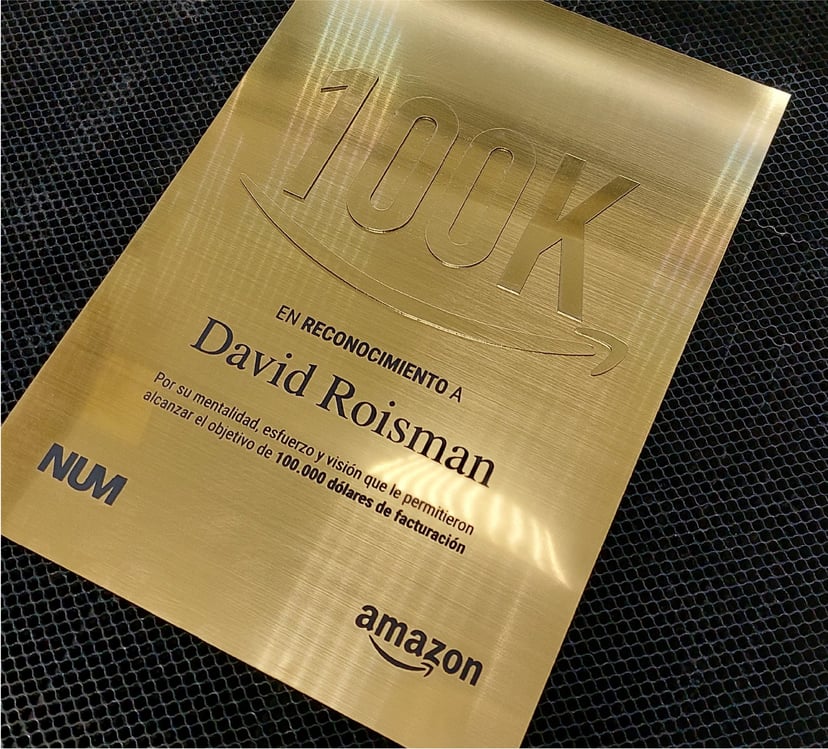 100K
EN RECONOCIMIENTO A
David Roisman
Por su mentalidad, esfuerzo y visión que le permitieron
alcanzar el objetivo de 100.000 dólares de facturación
NUM
amazon